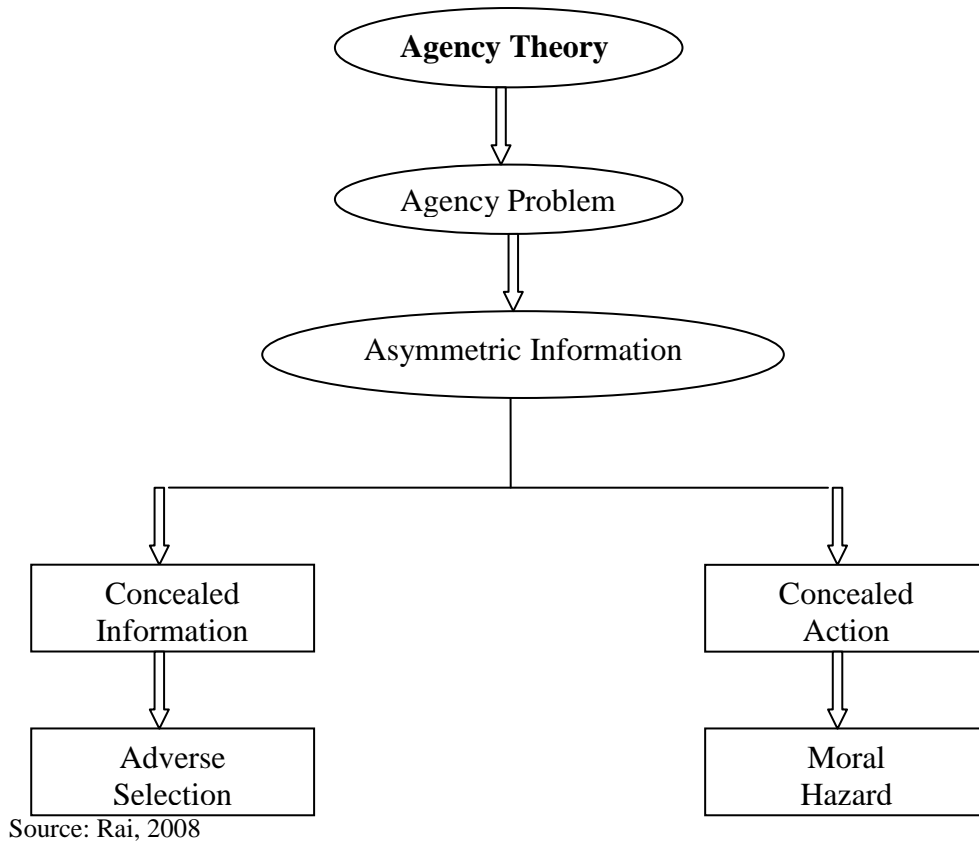 Agency Theory
Agency Problem
Asymmetric Information
Concealed
Information
Concealed
Action
Adverse
Selection
Moral
Hazard
Source: Rai, 2008